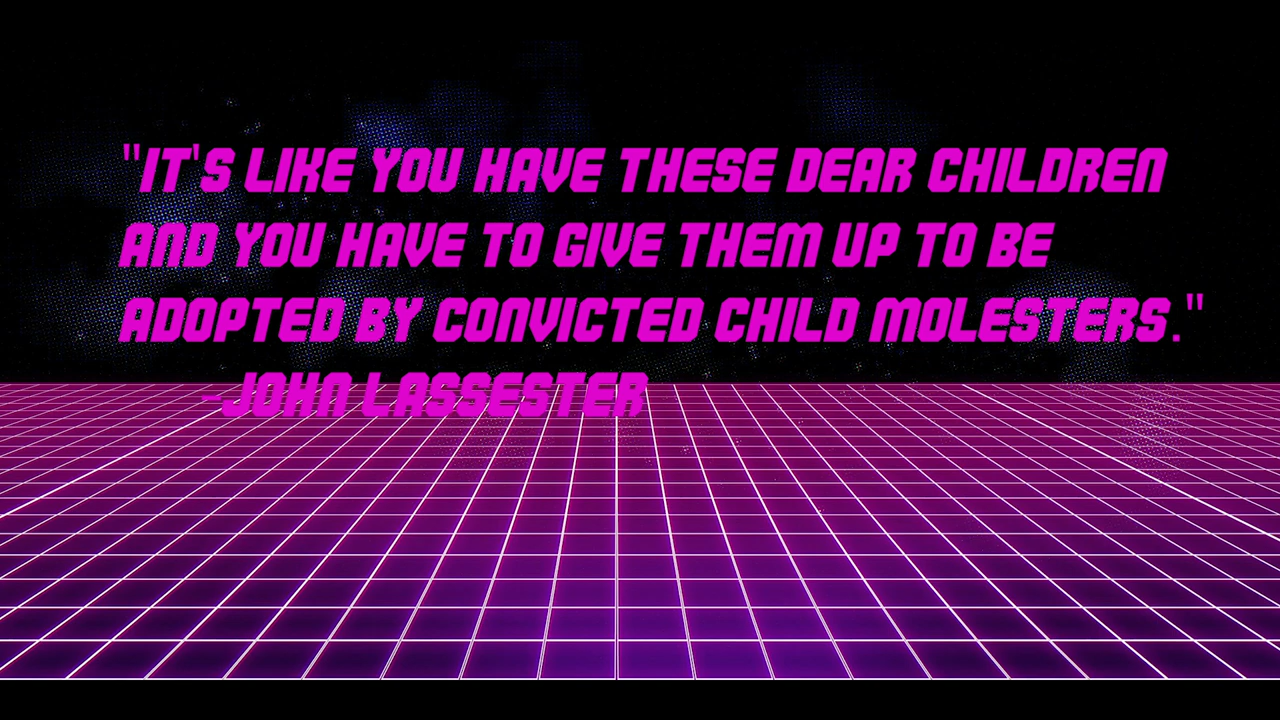 "IT'S LIKE YOU HAVE THESE DEAR CHILDREN
AND YOU HAVE TO GIVE THEM UP TO BE
ADOPTED BY CONVICTED CHILD MOLESTERS."
-JOHN LASSESTER